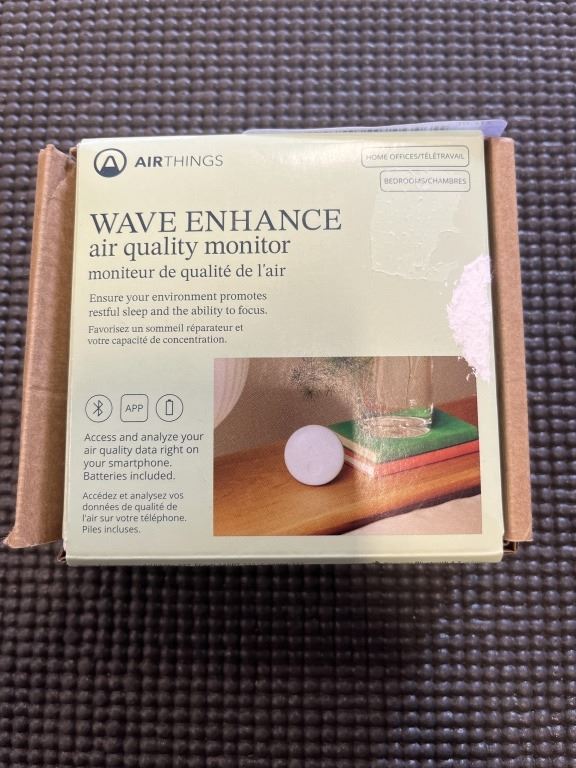 AIRTHINGS
HOME OFFICES/TÉLÉTRAVAIL
BEDROOMS/CHAMBRES
WAVE ENHANCE
air quality monitor
moniteur de qualité de l'air
Ensure your environment promotes
restful sleep and the ability to focus.
Favorisez un sommeil réparateur et
votre capacité de concentration.
APP
Access and analyze your
air quality data right on
your smartphone.
Batteries included.
Accédez et analysez vos
données de qualité de
l'air sur votre téléphone.
Piles incluses.